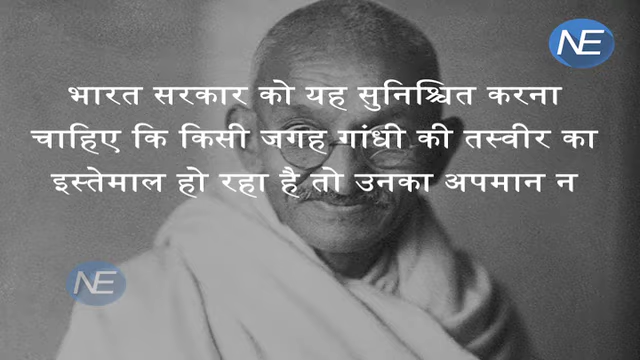 NE
भारत सरकार को यह सुनिश्चित करना
चाहिए कि किसी जगह गांधी की तस्वीर का
इस्तेमाल हो रहा है तो उनका अपमान न
NE